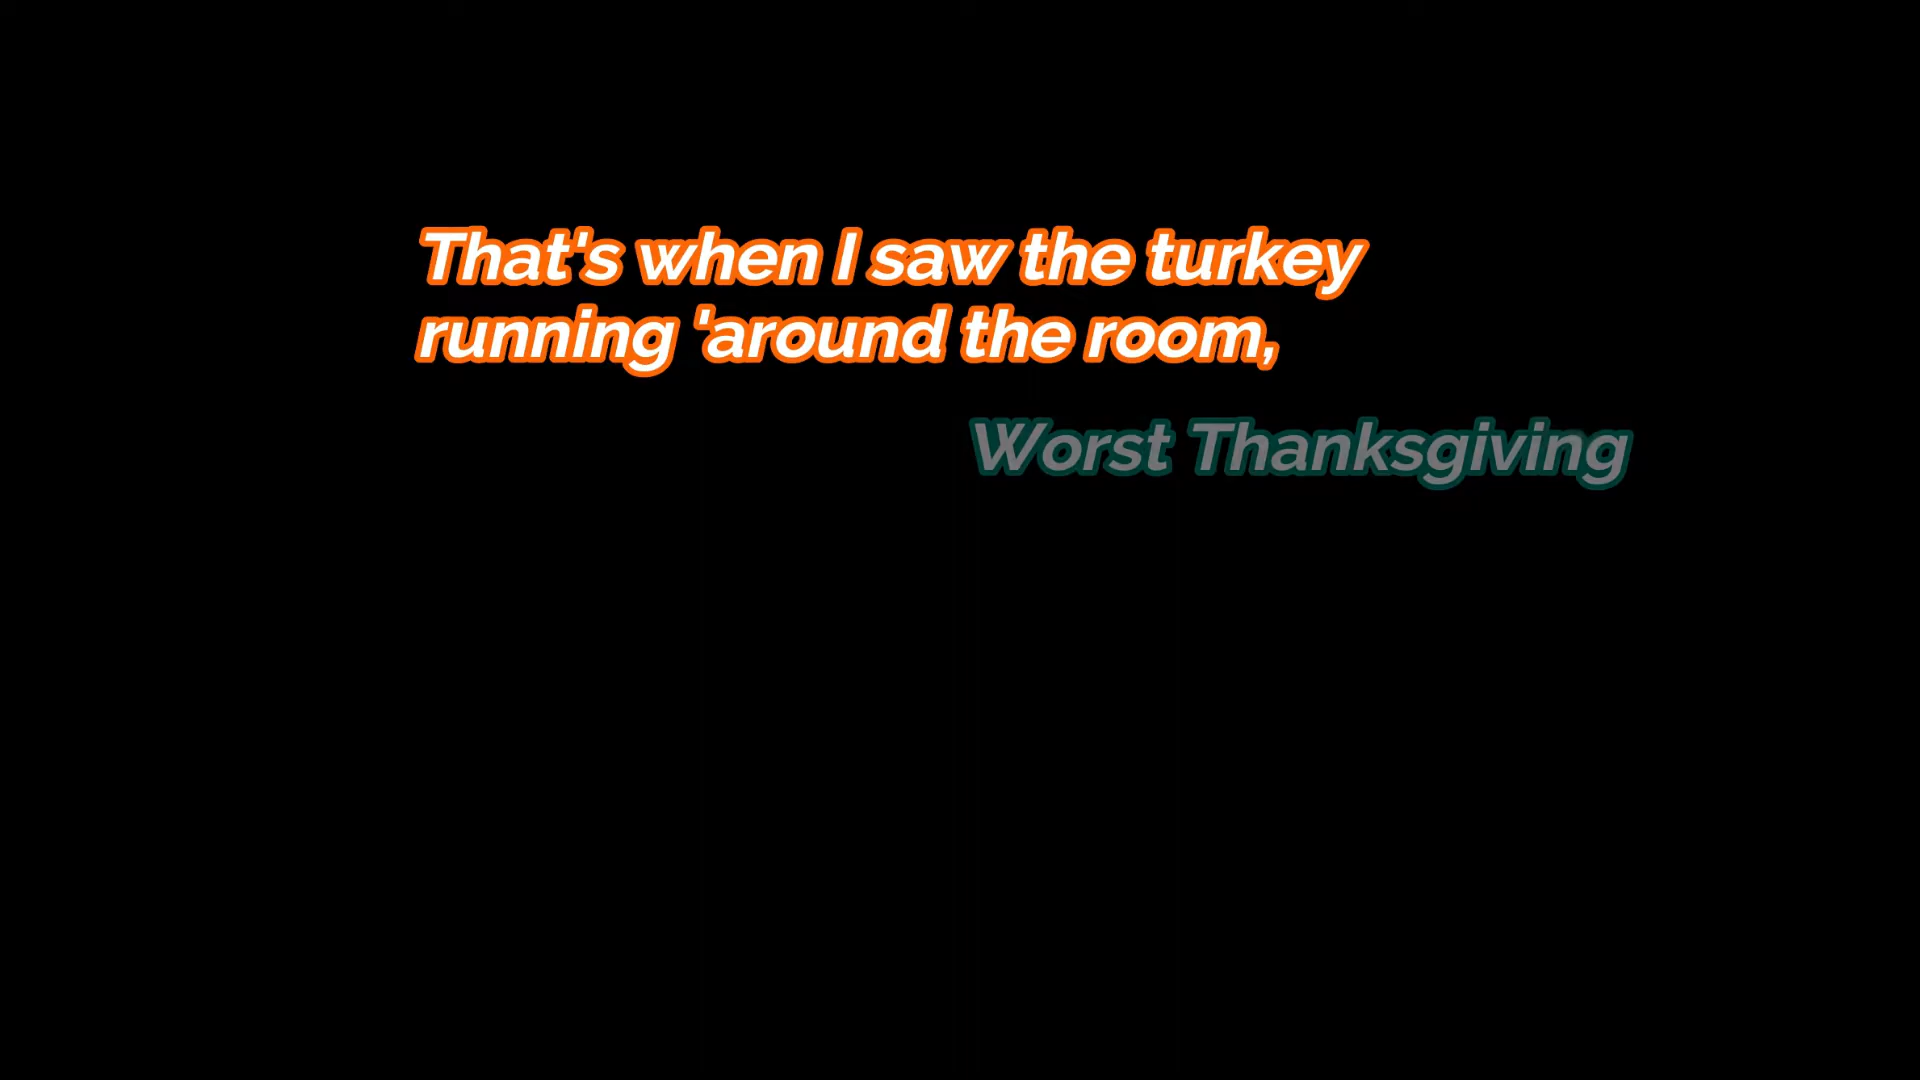 That's when I saw the turkey
running 'around the room,
Worst Thanksgiving